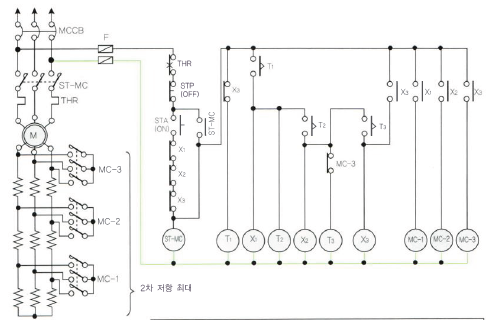 MCCB
F
ST-MC
THR
M
MC-3
MC-2
MC-1
2차 저항 최대
THR
STP
(OFF)
STA
(ON)
ST-MC
X₁
X₂
X₃
ST-MC
X₃
T₁
T₂
MC-3
T₃
X₃
X₁
X₂
X₃
T₁
X₁
T₂
X₂
T₃
X₃
MC-1
MC-2
MC-3